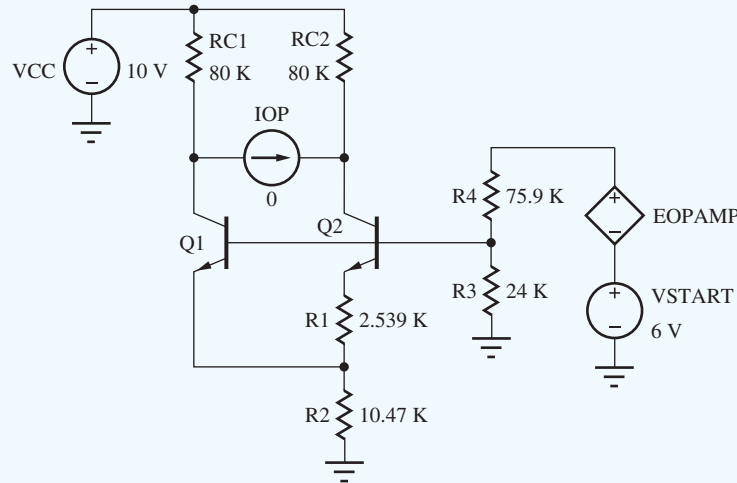 RC1
80 K
RC2
80 K
VCC
10 V
IOP
0
R4
75.9 K
EOPAMP
Q1
Q2
R3
24 K
VSTART
6 V
R1
2.539 K
R2
10.47 K